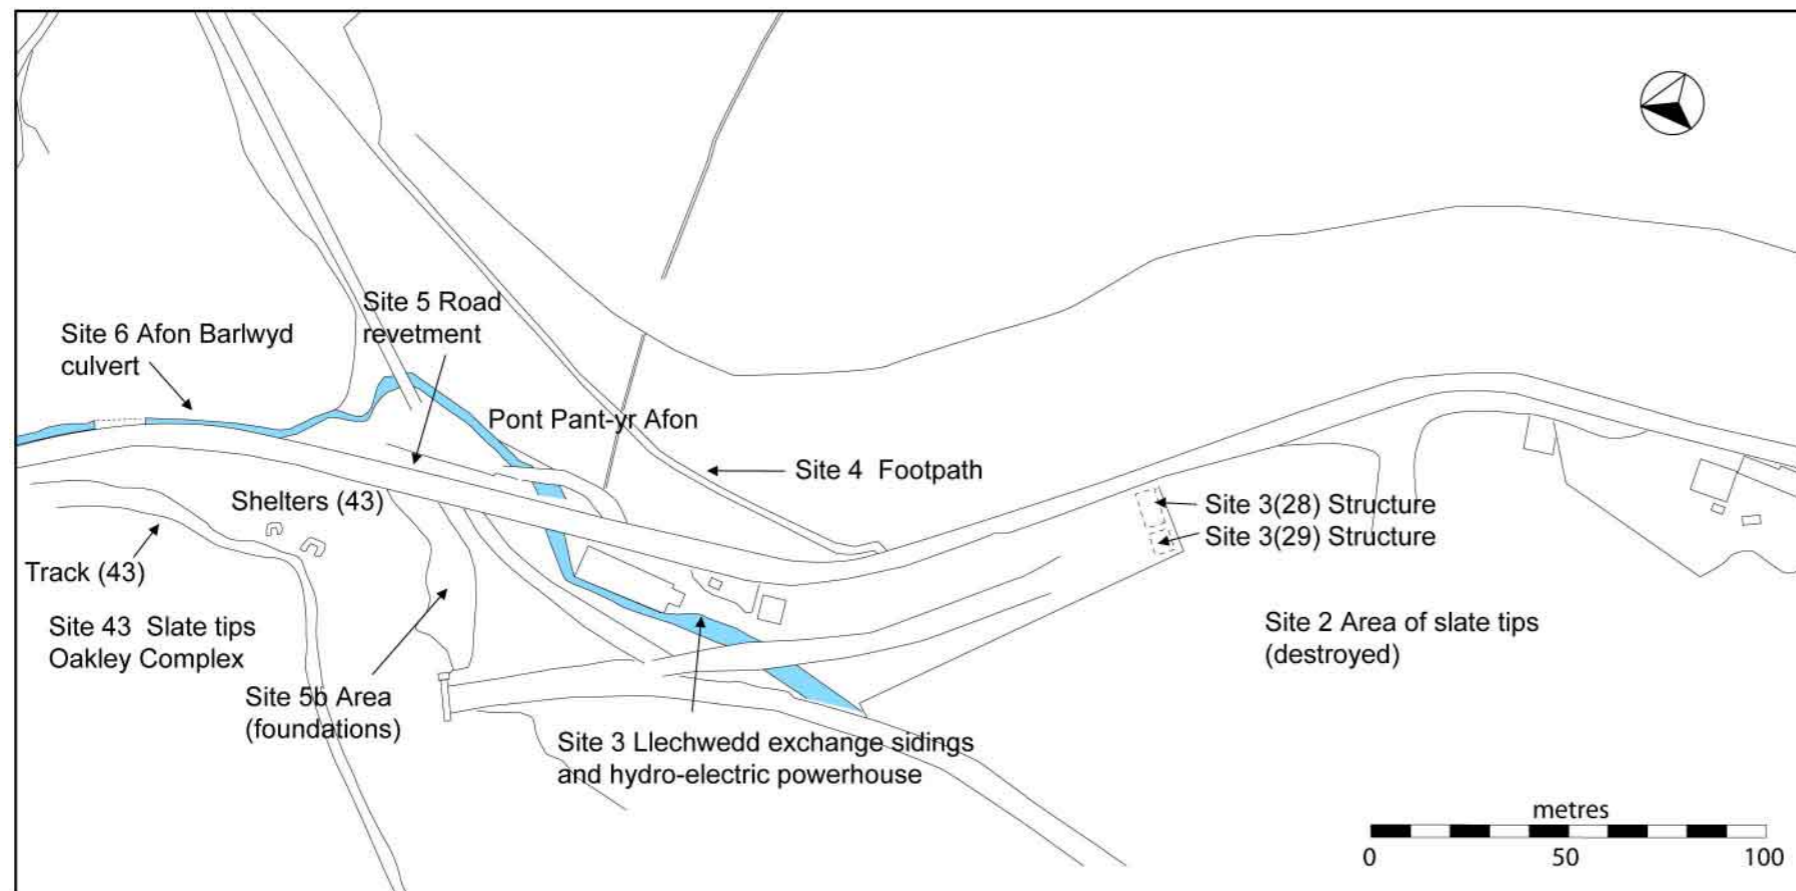 Site 5 Road
revetment
Site 6 Afon Barlwyd
culvert
Pont Pant-yr Afon
Site 4 Footpath
Shelters (43)
Site 3(28) Structure
Site 3(29) Structure
Track (43)
Site 43 Slate tips
Oakley Complex
Site 2 Area of slate tips
(destroyed)
Site 5b Area
(foundations)
Site 3 Llechwedd exchange sidings
and hydro-electric powerhouse
metres
0 50 100